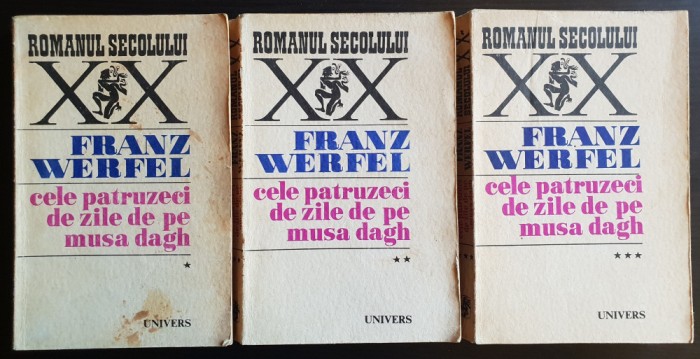 ROMANUL SECOLULUI
XX
FRANZ
WERFEL
cele patruzeci
de zile de pe
musa dagh
*
UNIVERS
ROMANUL SECOLULUI
XX
FRANZ
WERFEL
cele patruzeci
de zile de pe
musa dagh
**
UNIVERS
ROMANUL SECOLULUI
XX
FRANZ
WERFEL
cele patruzeci
de zile de pe
musa dagh
***
UNIVERS